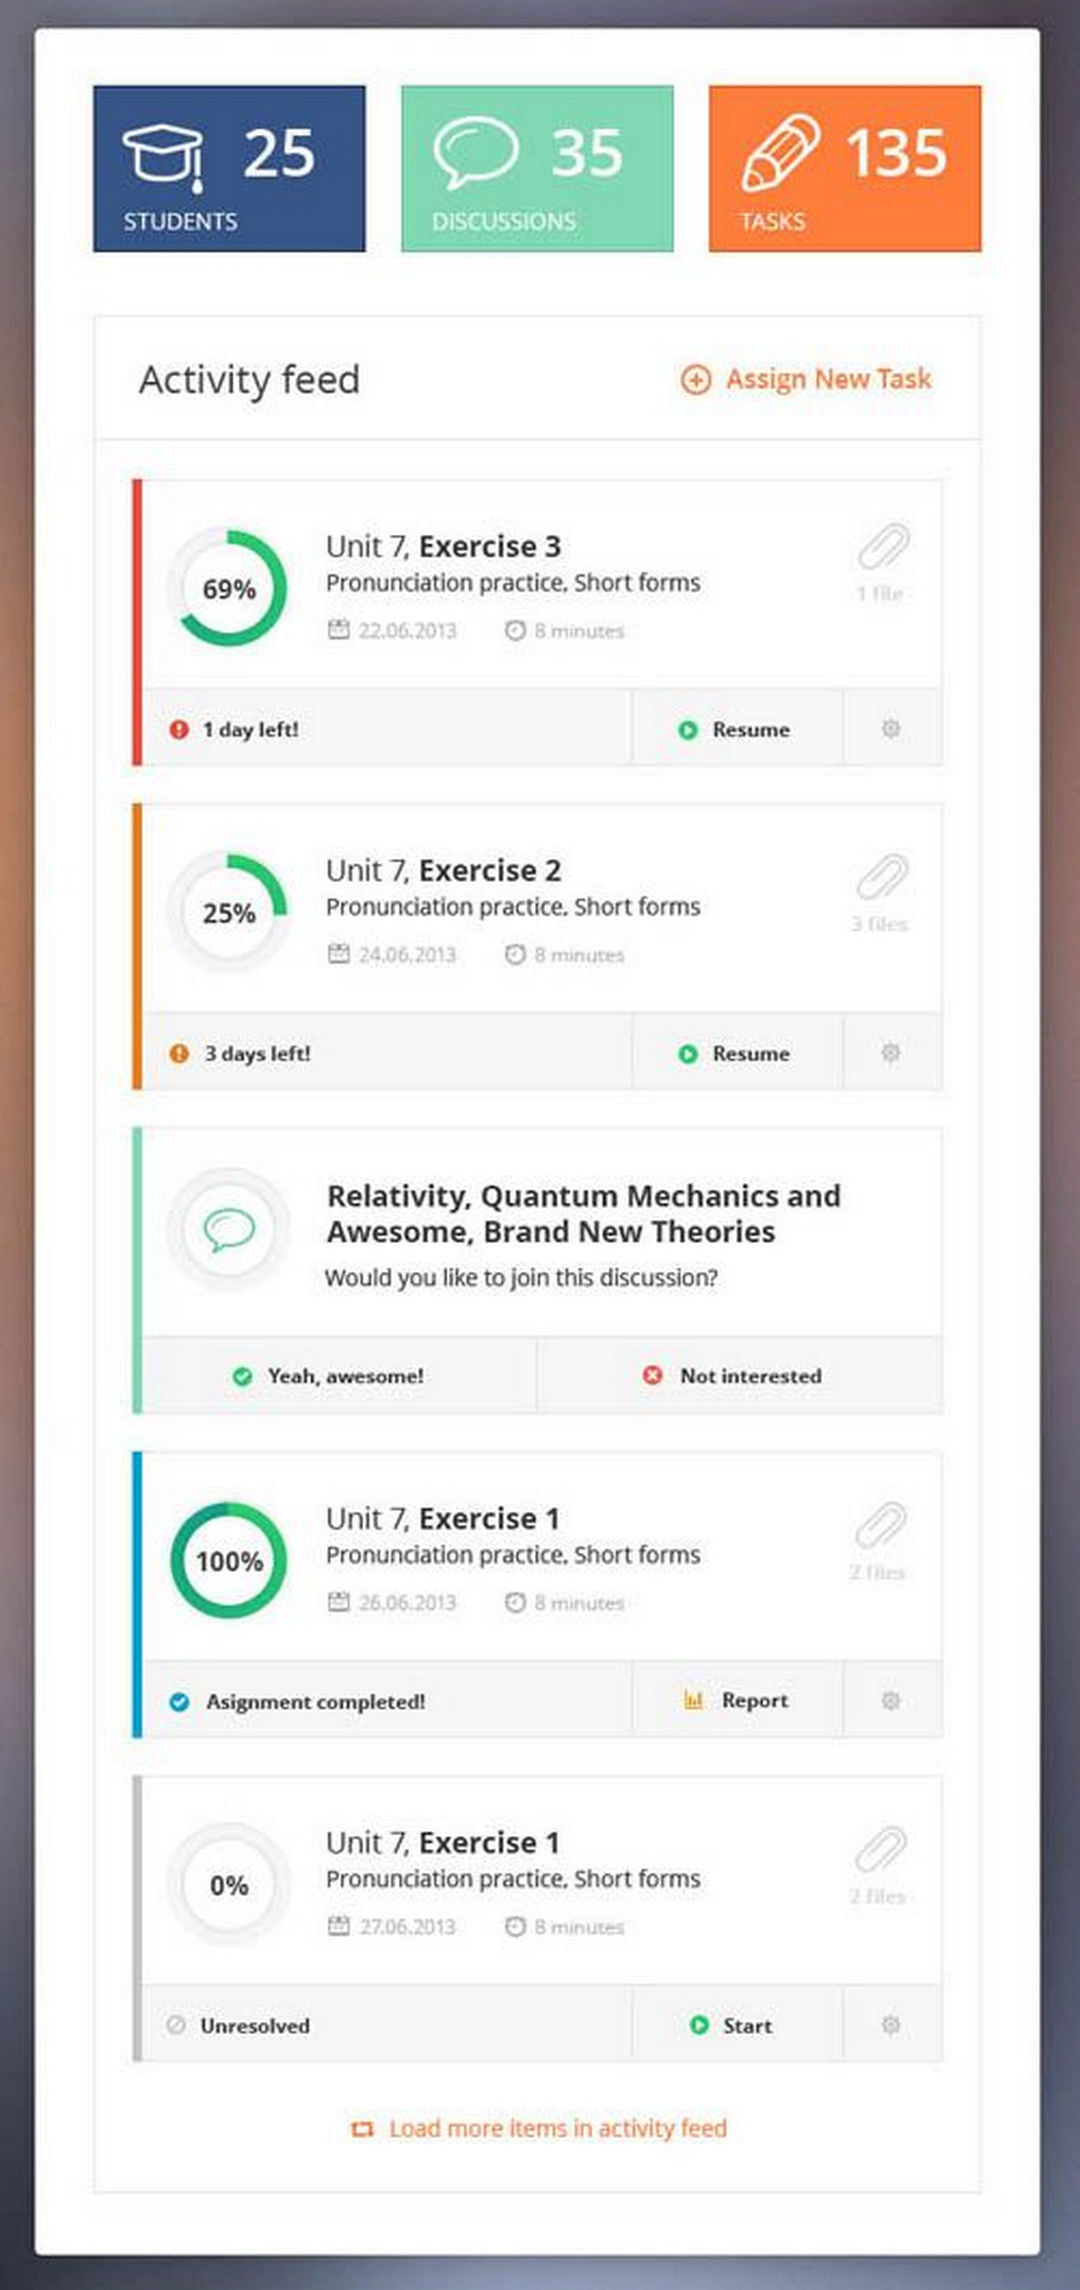 25
STUDENTS
35
DISCUSSIONS
135
TASKS
Activity feed
Assign New Task
69%
Unit 7, Exercise 3
Pronunciation practice. Short forms
22.06.2013
8 minutes
1 file
1 day left!
Resume
25%
Unit 7, Exercise 2
Pronunciation practice. Short forms
24.06.2013
8 minutes
3 files
3 days left!
Resume
Relativity, Quantum Mechanics and
Awesome, Brand New Theories
Would you like to join this discussion?
Yeah, awesome!
Not interested
100%
Unit 7, Exercise 1
Pronunciation practice. Short forms
26.06.2013
8 minutes
2 files
Asignment completed!
Report
0%
Unit 7, Exercise 1
Pronunciation practice. Short forms
27.06.2013
8 minutes
2 files
Unresolved
Start
Load more items in activity feed